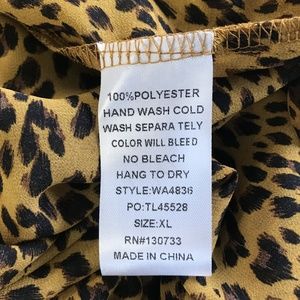 100%POLYESTER
HAND WASH COLD
WASH SEPARA TELY
COLOR WILL BLEED
NO BLEACH
HANG TO DRY
STYLE:WA4836
PO:TL45528
SIZE:XL
RN#130733
MADE IN CHINA